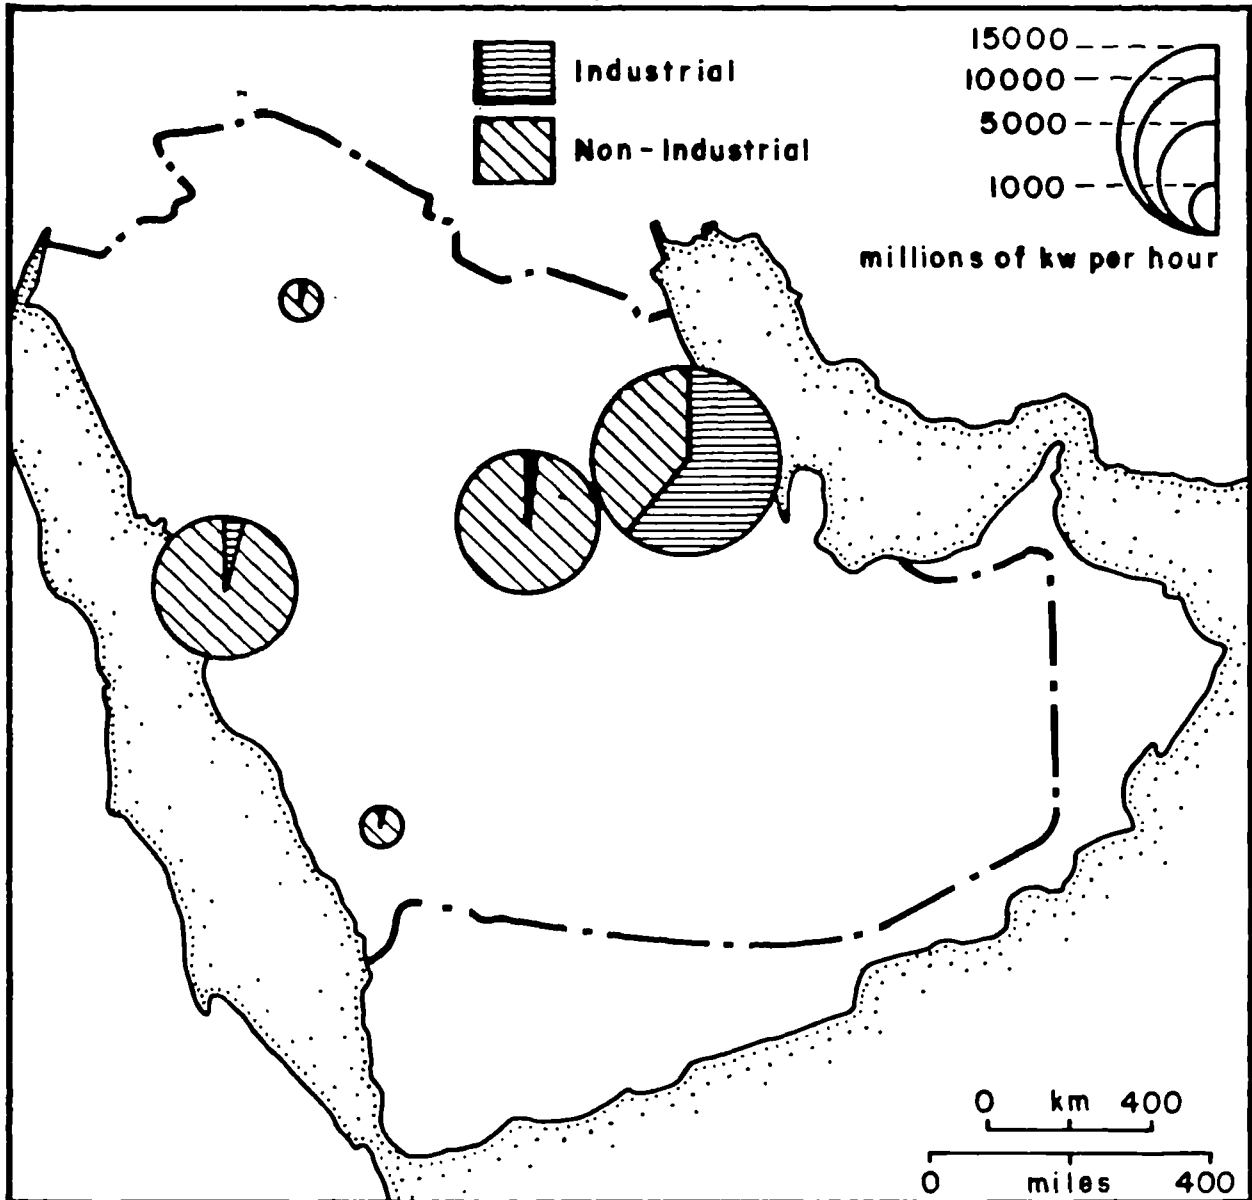 Industrial
Non-Industrial
15000
10000
5000
1000
millions of kw per hour
0 km 400
0 miles 400